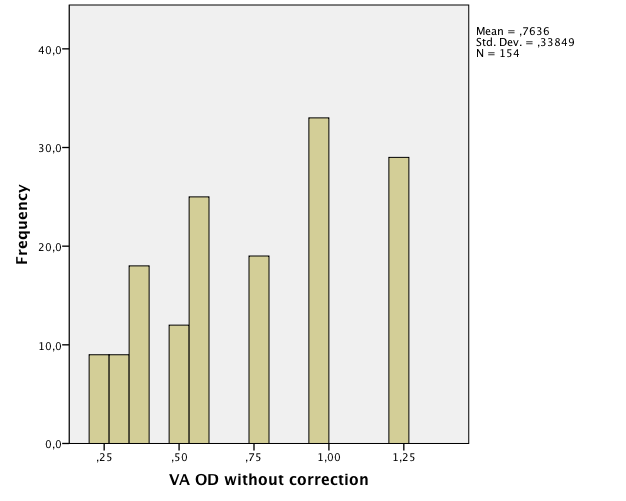 Mean = ,7636
Std. Dev. = ,33849
N = 154
40,0
30,0
20,0
10,0
0,0
Frequency
,25 ,50 ,75 1,00 1,25
VA OD without correction